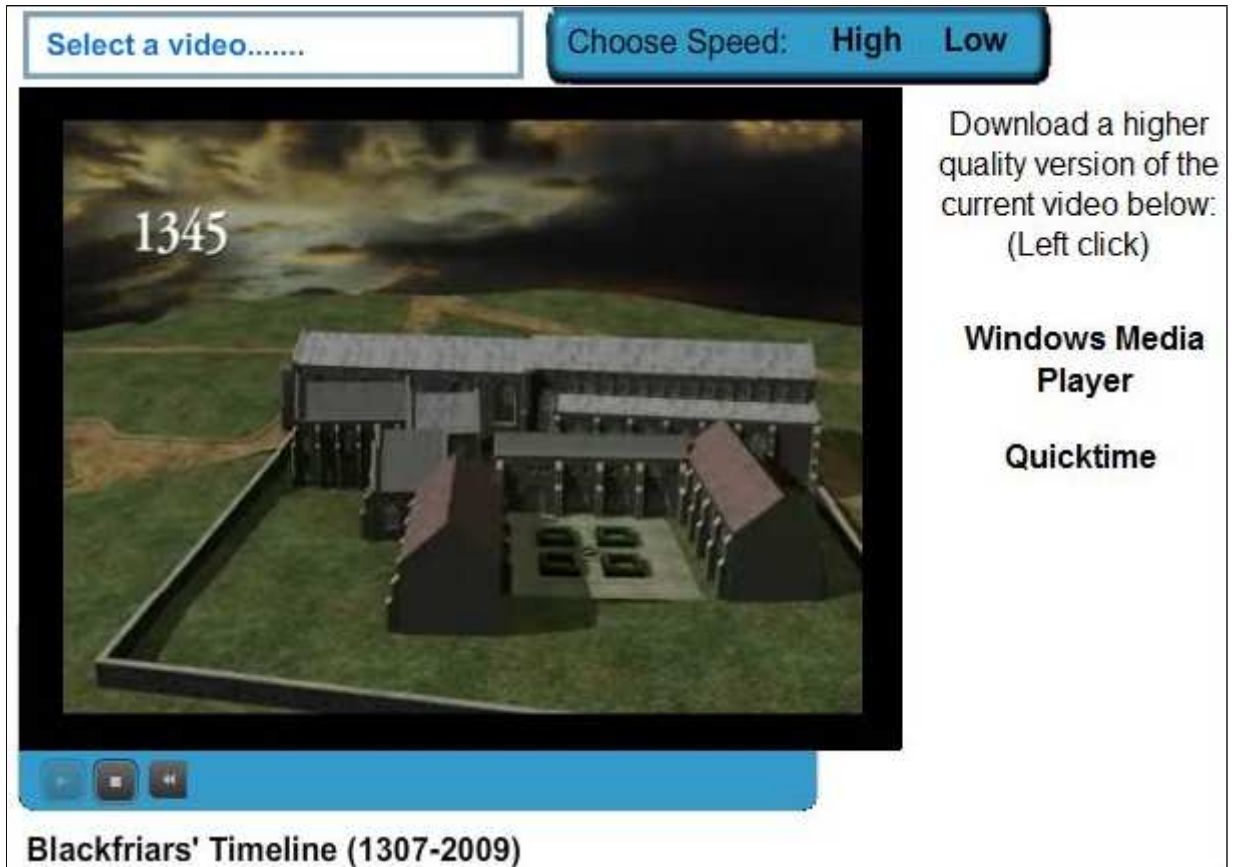 Select a video.......
Choose Speed: High Low
Download a higher
quality version of the
current video below:
(Left click)
Windows Media
Player
Quicktime
1345
Blackfriars' Timeline (1307-2009)